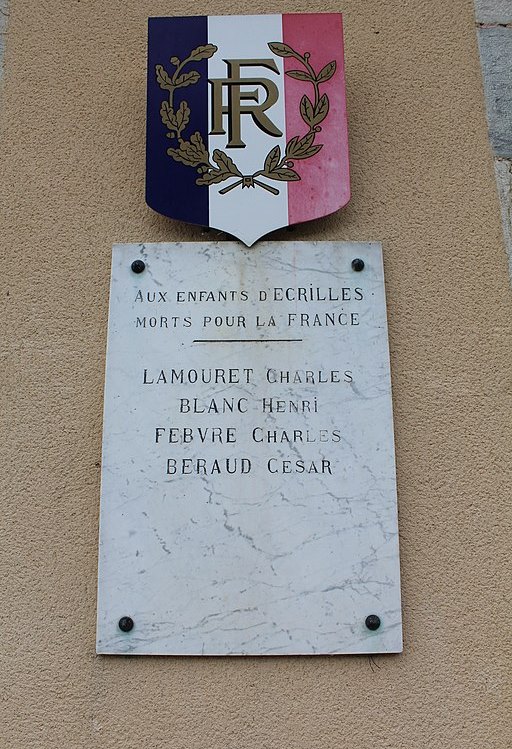 RF
AUX ENFANTS D'ECRILLES
MORTS POUR LA FRANCE
LAMOURET CHARLES
BLANC HENRI
FEBVRE CHARLES
BERAUD CESAR